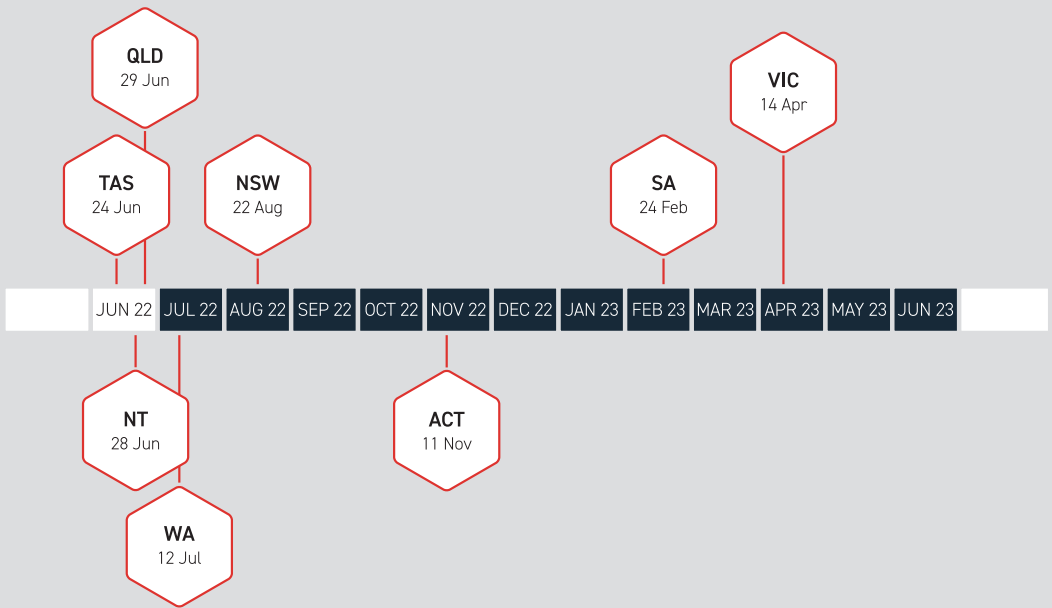 QLD
29 Jun
VIC
14 Apr
TAS
24 Jun
NSW
22 Aug
SA
24 Feb
JUN 22 JUL 22 AUG 22 SEP 22 OCT 22 NOV 22 DEC 22 JAN 23 FEB 23 MAR 23 APR 23 MAY 23 JUN 23
NT
28 Jun
ACT
11 Nov
WA
12 Jul